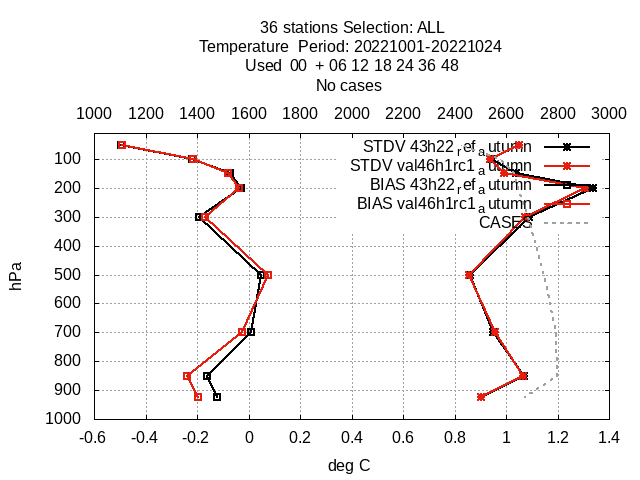 36 stations Selection: ALL
Temperature Period: 20221001-20221024
Used 00 + 06 12 18 24 36 48
No cases
1000 1200 1400 1600 1800 2000 2200 2400 2600 2800 3000
STDV 43h22_ref_autumn
STDV val46h1rc1_autumn
BIAS 43h22_ref_autumn
BIAS val46h1rc1_autumn
CASES
100
200
300
400
500
600
700
800
900
1000
hPa
-0.6 -0.4 -0.2 0 0.2 0.4 0.6 0.8 1 1.2 1.4
deg C